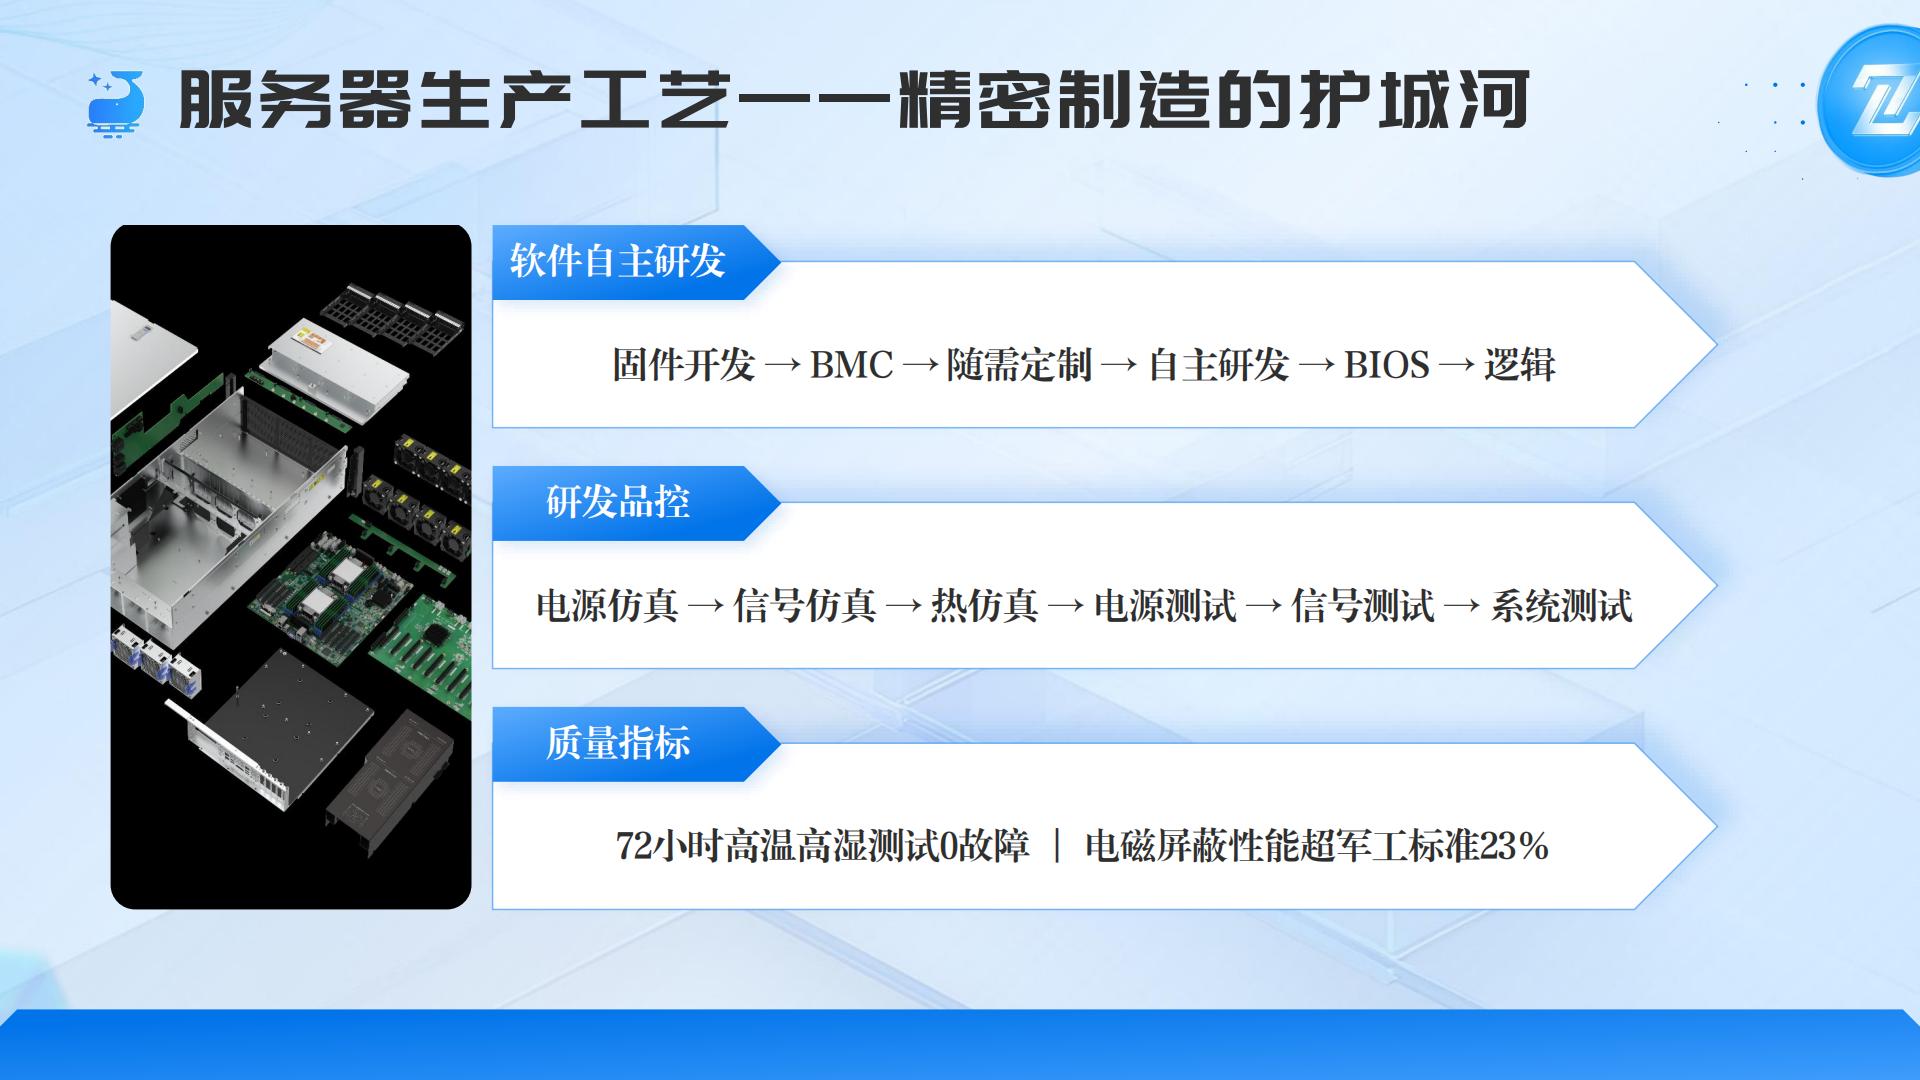 服务器生产工艺——精密制造的护城河
软件自主研发
固件开发 → BMC → 随需定制 → 自主研发 → BIOS → 逻辑
研发品控
电源仿真 → 信号仿真 → 热仿真 → 电源测试 → 信号测试 → 系统测试
质量指标
72小时高温高湿测试0故障 ｜ 电磁屏蔽性能超军工标准23%